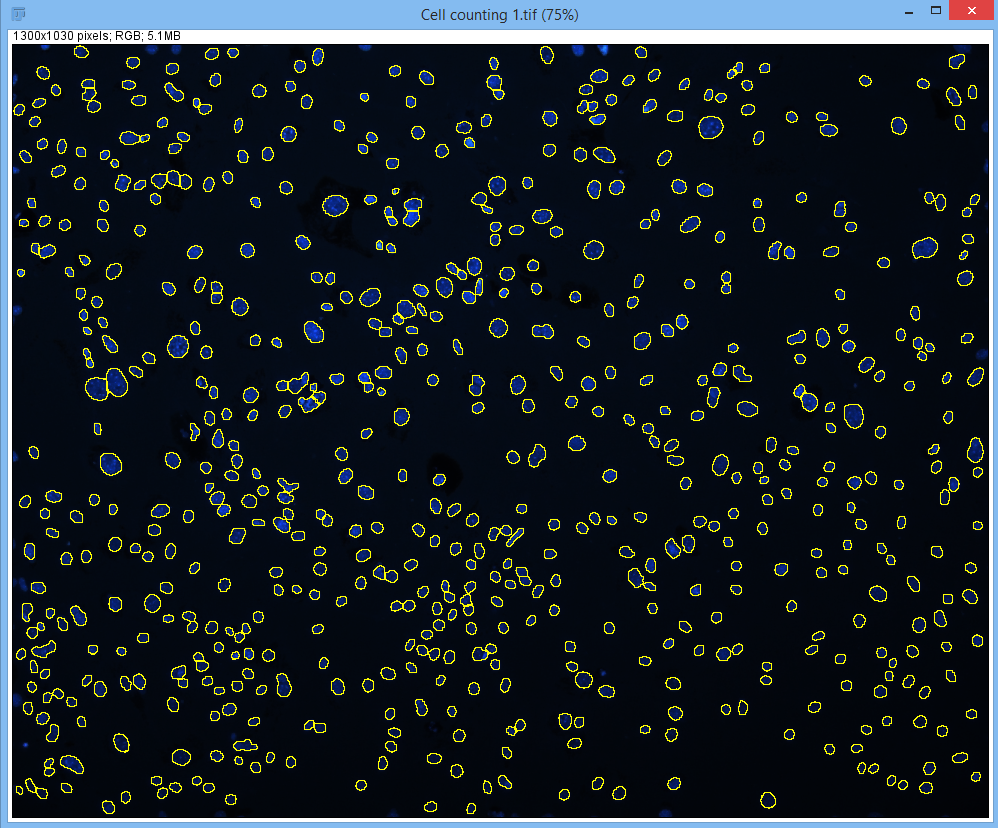 Cell counting 1.tif (75%)
1300x1030 pixels; RGB; 5.1MB